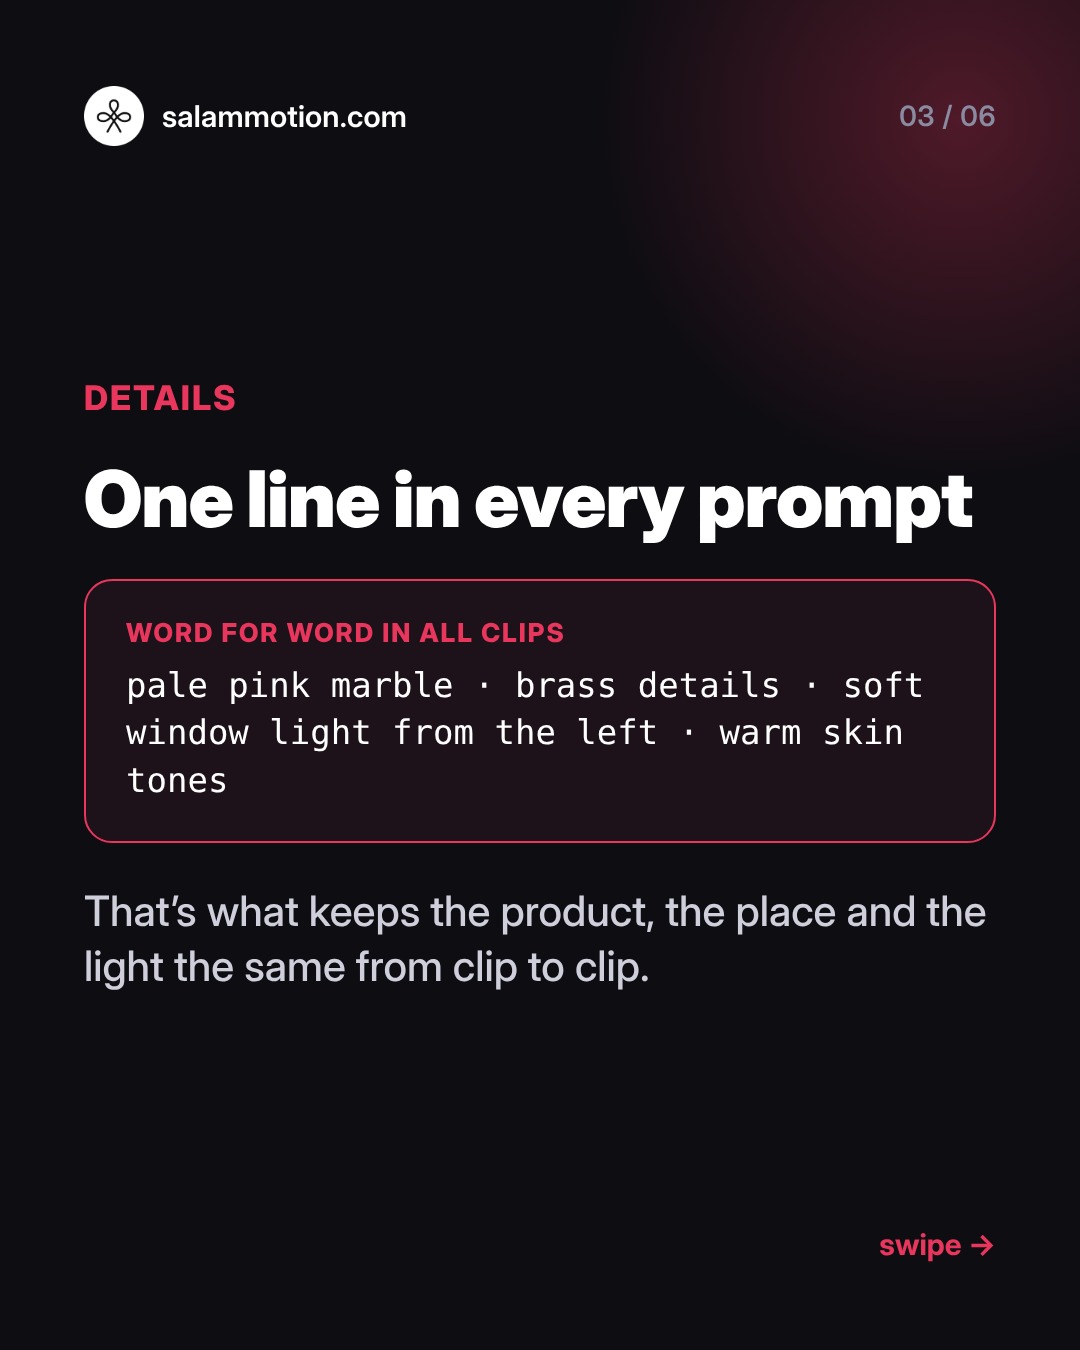 salammotion.com
03 / 06
DETAILS
One line in every prompt
WORD FOR WORD IN ALL CLIPS
pale pink marble · brass details · soft
window light from the left · warm skin
tones
That’s what keeps the product, the place and the
light the same from clip to clip.
swipe →